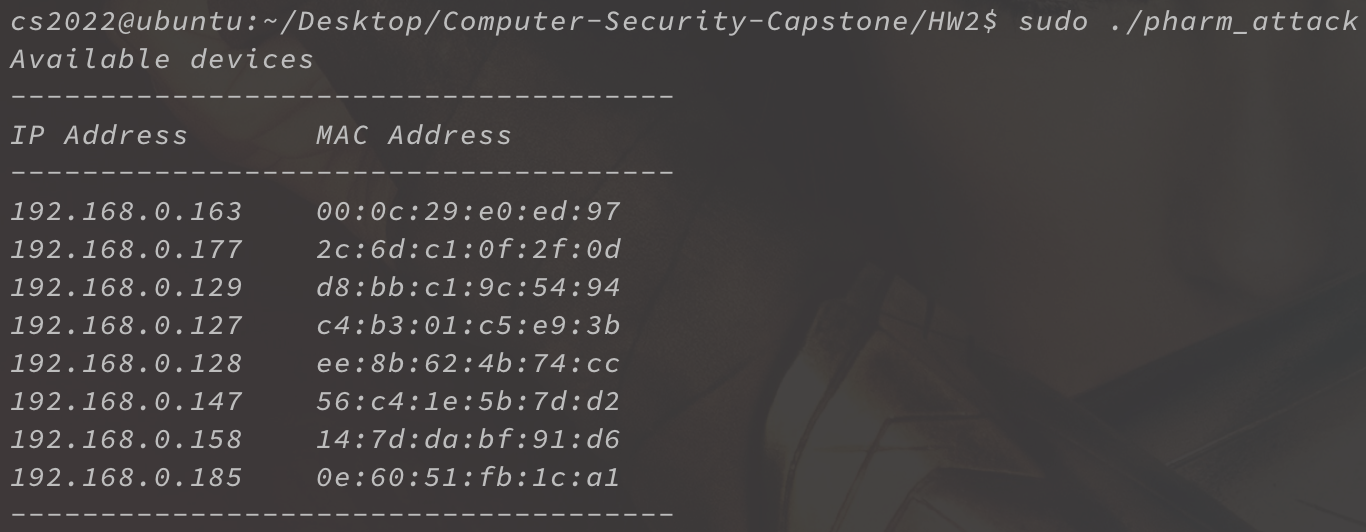 cs2022@ubuntu:~/Desktop/Computer-Security-Capstone/HW2$ sudo ./pharm_attack
Available devices
-------------------------------------
IP Address MAC Address
-------------------------------------
192.168.0.163 00:0c:29:e0:ed:97
192.168.0.177 2c:6d:c1:0f:2f:0d
192.168.0.129 d8:bb:c1:9c:54:94
192.168.0.127 c4:b3:01:c5:e9:3b
192.168.0.128 ee:8b:62:4b:74:cc
192.168.0.147 56:c4:1e:5b:7d:d2
192.168.0.158 14:7d:da:bf:91:d6
192.168.0.185 0e:60:51:fb:1c:a1
-------------------------------------